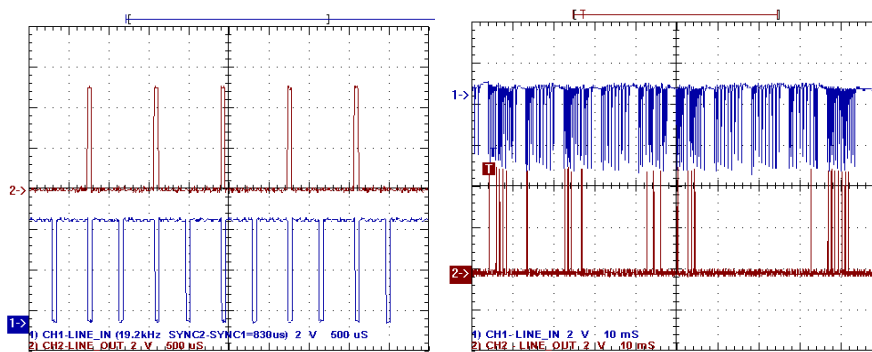 2->
1->
1) CH1-LINE_IN (19.2kHz SYNC2-SYNC1=830us) 2 V 500 uS
2) CH2-LINE_OUT 2 V 500 uS
T
1->
T
2->
1) CH1- LINE_IN 2 V 10 mS
2) CH2 - LINE_OUT 2 V 10 mS